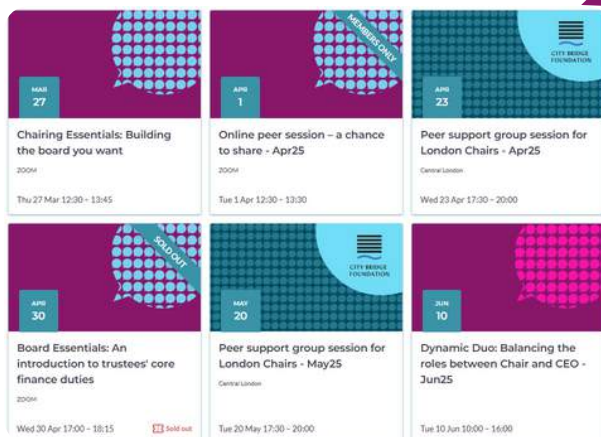 MAR
27
Chairing Essentials: Building
the board you want
ZOOM
Thu 27 Mar 12:30 - 13:45
MEMBERS ONLY
APR
1
Online peer session – a chance
to share - Apr25
ZOOM
Tue 1 Apr 12:30 - 13:30
CITY BRIDGE
FOUNDATION
APR
23
Peer support group session for
London Chairs - Apr25
Central London
Wed 23 Apr 17:30 - 20:00
SOLD OUT
APR
30
Board Essentials: An
introduction to trustees' core
finance duties
ZOOM
Wed 30 Apr 17:00 - 18:15
Sold out
CITY BRIDGE
FOUNDATION
MAY
20
Peer support group session for
London Chairs - May25
Central London
Tue 20 May 17:30 - 20:00
JUN
10
Dynamic Duo: Balancing the
roles between Chair and CEO -
Jun25
Tue 10 Jun 10:00 - 16:00